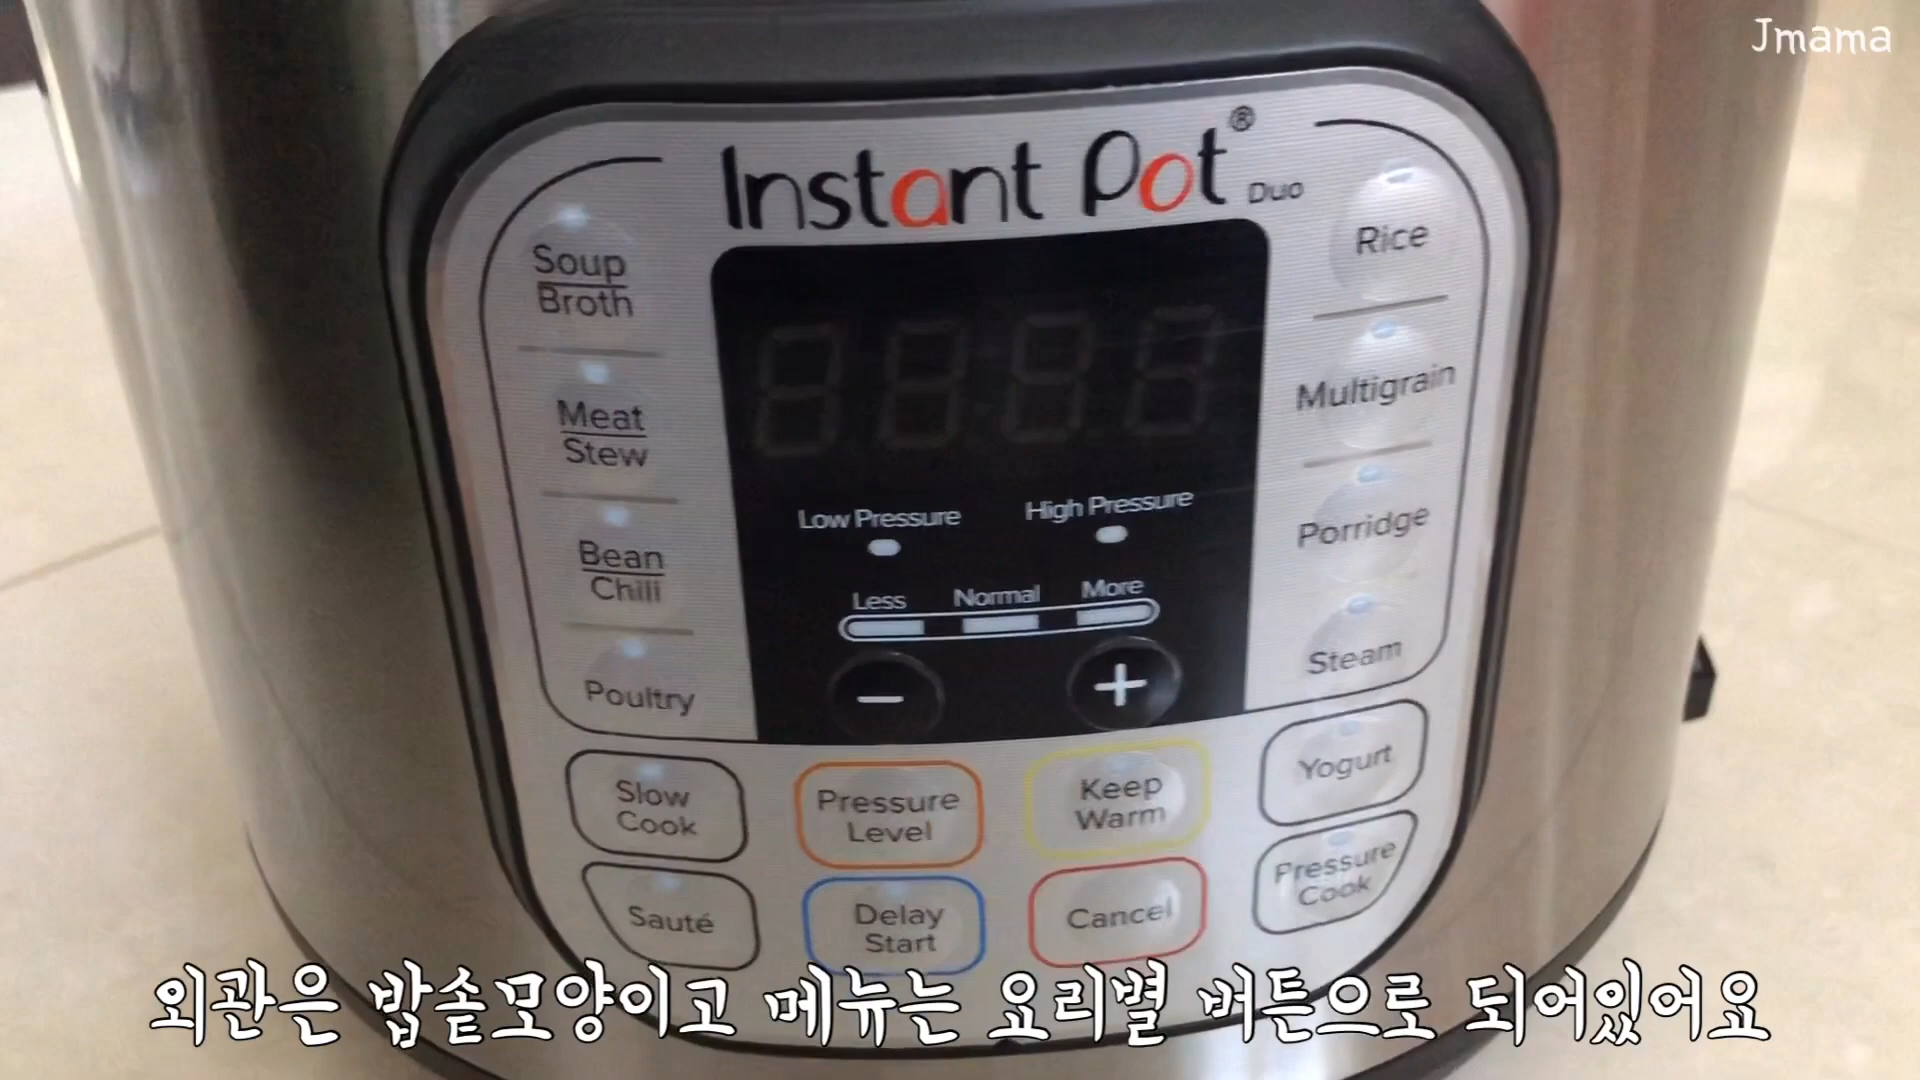 Jmama
Instant Pot®
Duo
Soup
Broth
Meat
Stew
Bean
Chili
Poultry
Low Pressure
High Pressure
Less
Normal
More
−
+
Rice
Multigrain
Porridge
Steam
Slow
Cook
Pressure
Level
Keep
Warm
Yogurt
Sauté
Delay
Start
Cancel
Pressure
Cook
외관은 밥솥모양이고 메뉴는 요리별 버튼으로 되어있어요